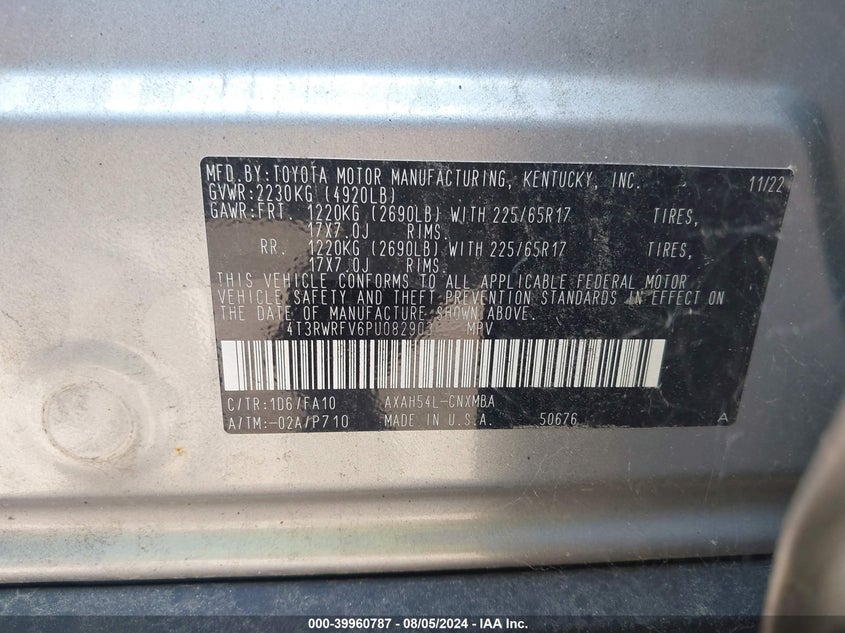 MFD.BY:TOYOTA MOTOR MANUFACTURING, KENTUCKY, INC. 11/22
GVWR:2230KG (4920LB)
GAWR:FRT. 1220KG (2690LB) WITH 225/65R17 TIRES,
17X7.0J RIMS.
RR. 1220KG (2690LB) WITH 225/65R17 TIRES,
17X7.0J RIMS.
THIS VEHICLE CONFORMS TO ALL APPLICABLE FEDERAL MOTOR
VEHICLE SAFETY AND THEFT PREVENTION STANDARDS IN EFFECT ON
THE DATE OF MANUFACTURE SHOWN ABOVE.
MPV
C/TR:1D6/FA10 AXAH54L-CNXMBA
A/TM:-02A/P710 MADE IN U.S.A. 50676 A
000-39960787 - 08/05/2024 - IAA Inc.